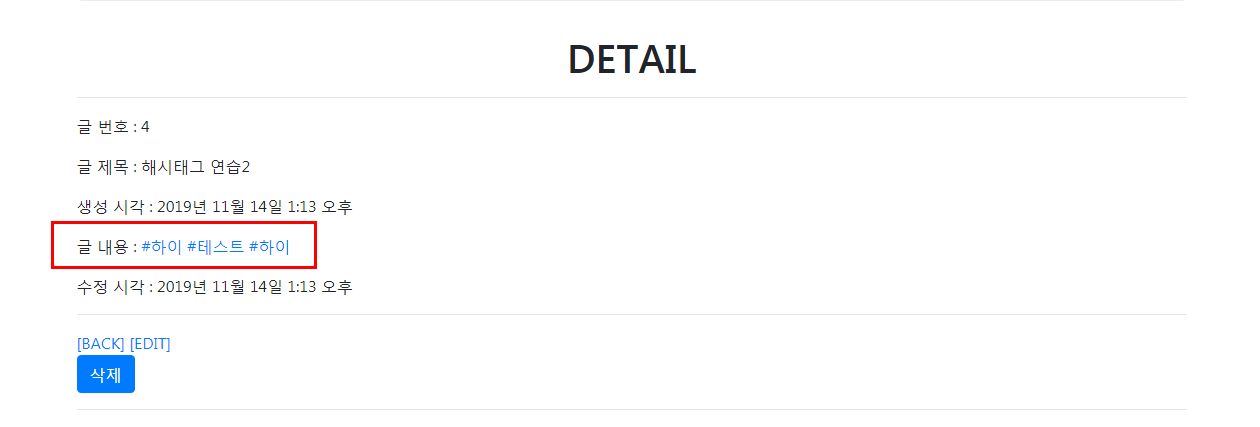 DETAIL
글 번호 : 4
글 제목 : 해시태그 연습2
생성 시각 : 2019년 11월 14일 1:13 오후
글 내용 : #하이 #테스트 #하이
수정 시각 : 2019년 11월 14일 1:13 오후
[BACK] [EDIT]
삭제